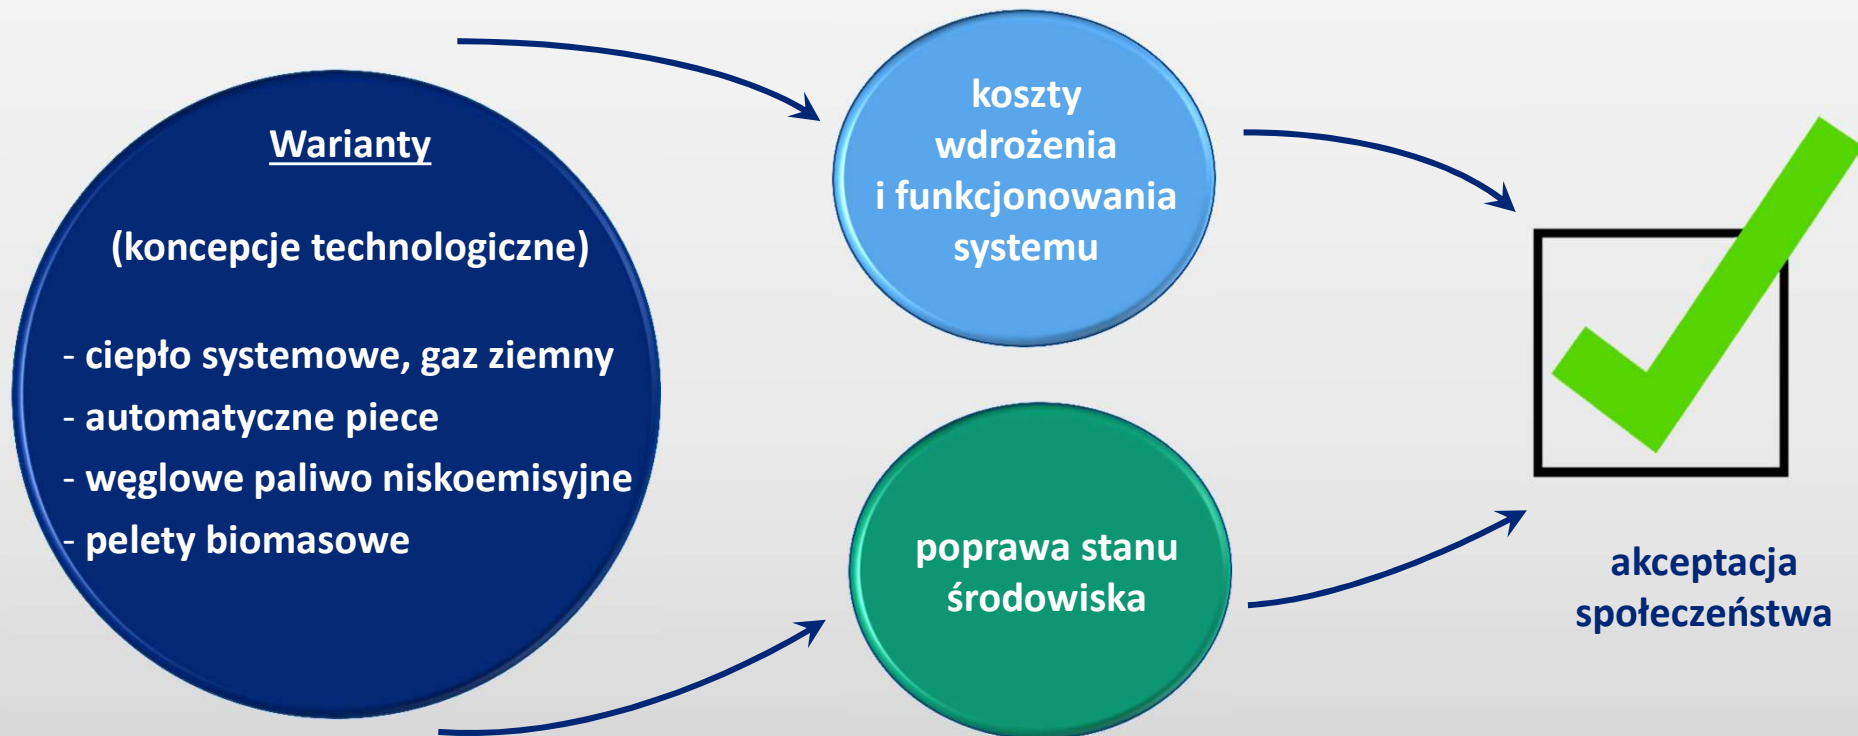 Warianty
(koncepcje technologiczne)
- ciepło systemowe, gaz ziemny
- automatyczne piece
- węglowe paliwo niskoemisyjne
- pelety biomasowe
koszty
wdrożenia
i funkcjonowania
systemu
poprawa stanu
środowiska
akceptacja
społeczeństwa